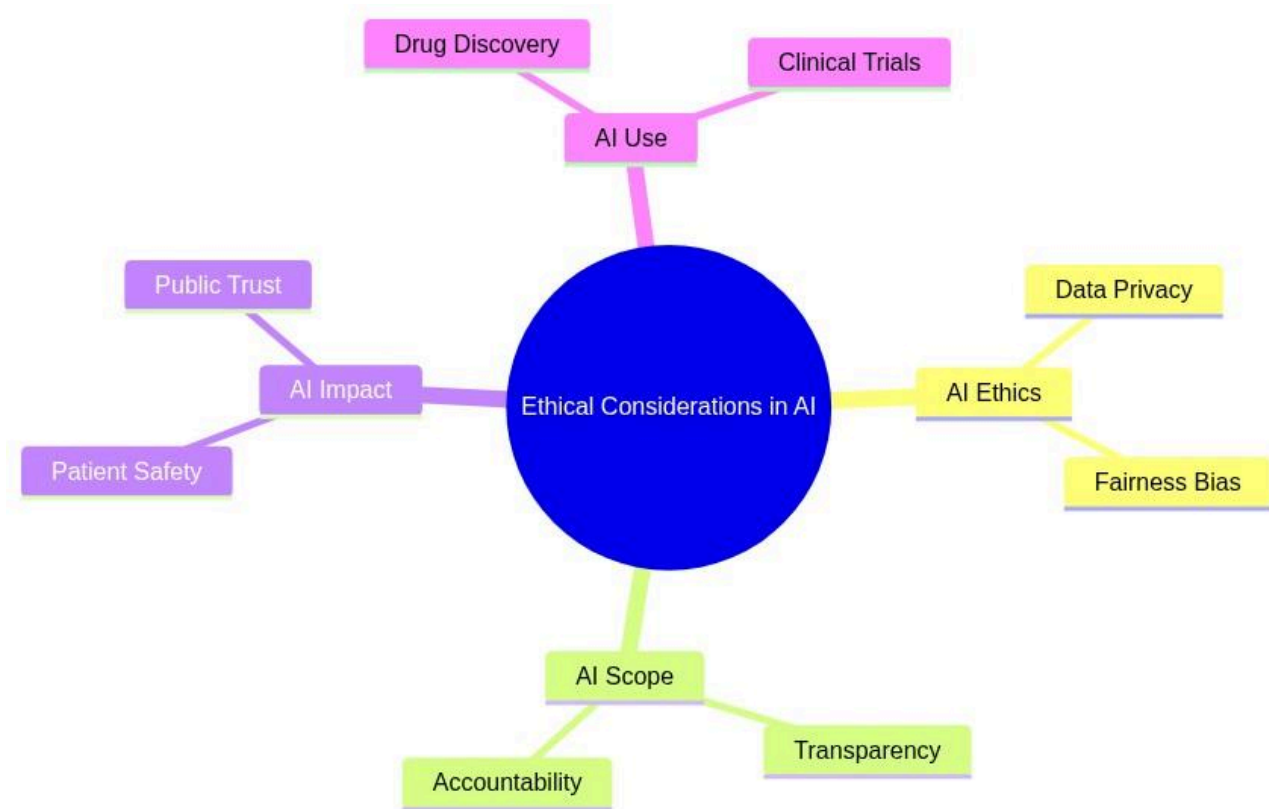 Drug Discovery
Clinical Trials
AI Use
Public Trust
Data Privacy
AI Impact
AI Ethics
Ethical Considerations in AI
Patient Safety
Fairness Bias
AI Scope
Transparency
Accountability